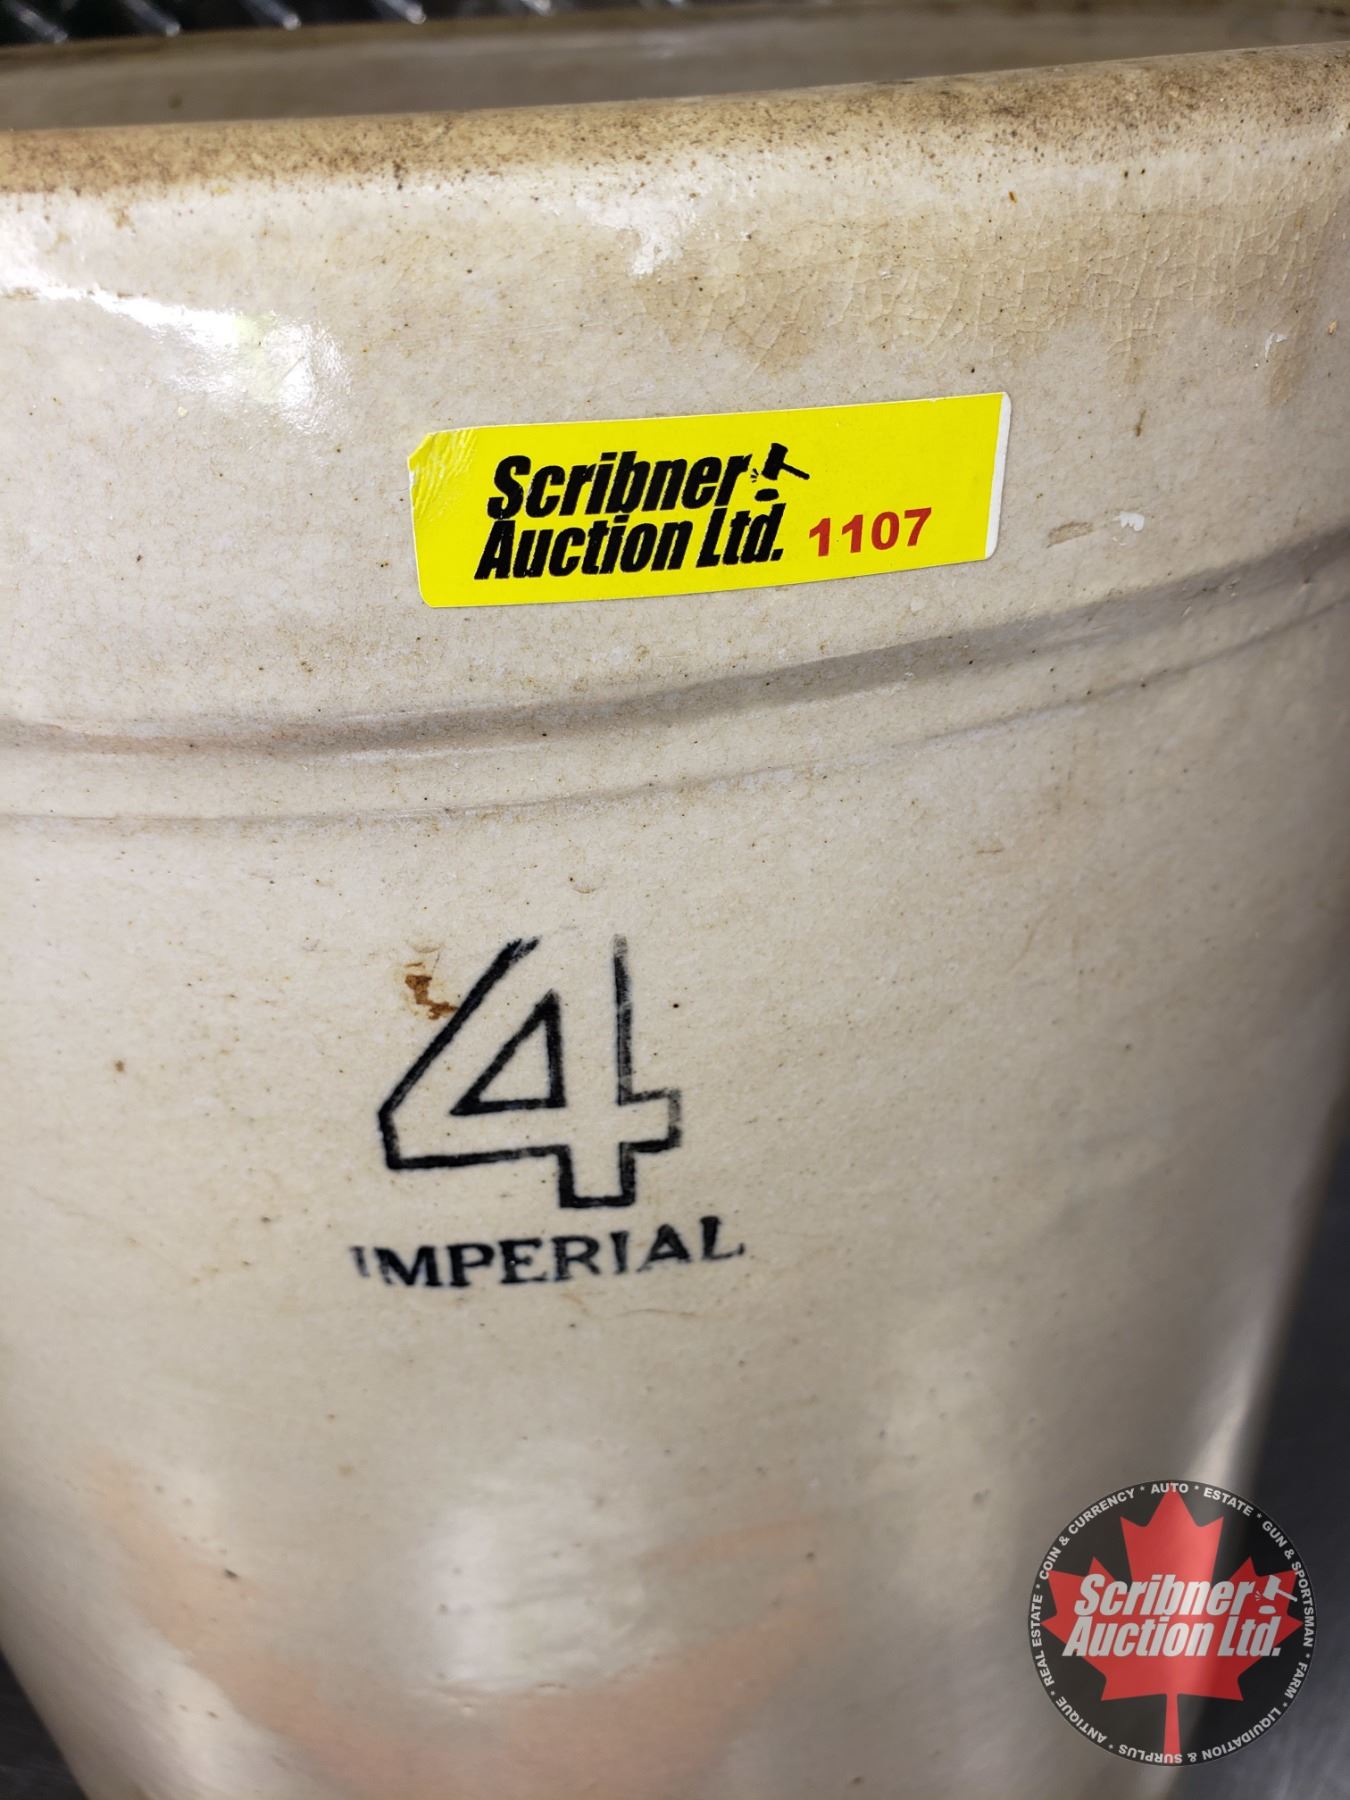 Scribner
Auction Ltd. 1107
4
IMPERIAL
COIN & CURRENCY * AUTO * ESTATE * GUN & SPORTSMAN * FARM * LIQUIDATION & SURPLUS * ANTIQUE * REAL ESTATE *
Scribner
Auction Ltd.